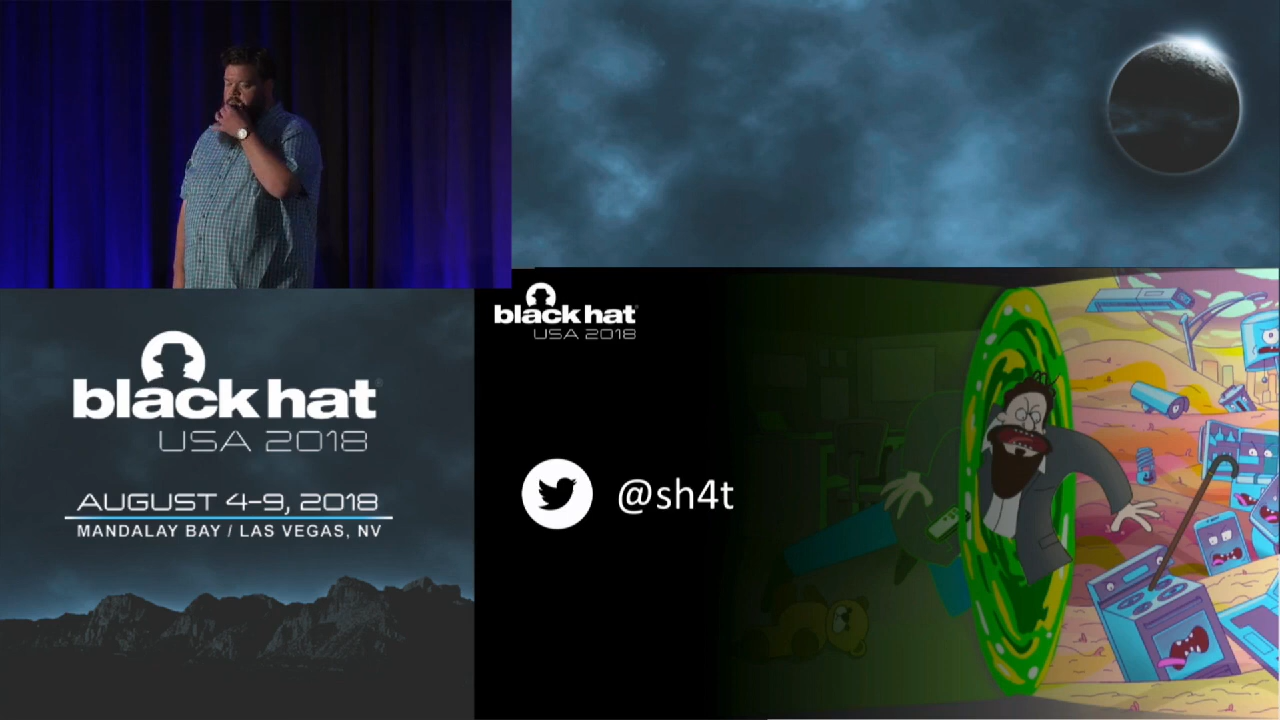 black hat
USA 2018
AUGUST 4-9, 2018
MANDALAY BAY / LAS VEGAS, NV
black hat
USA 2018
@sh4t